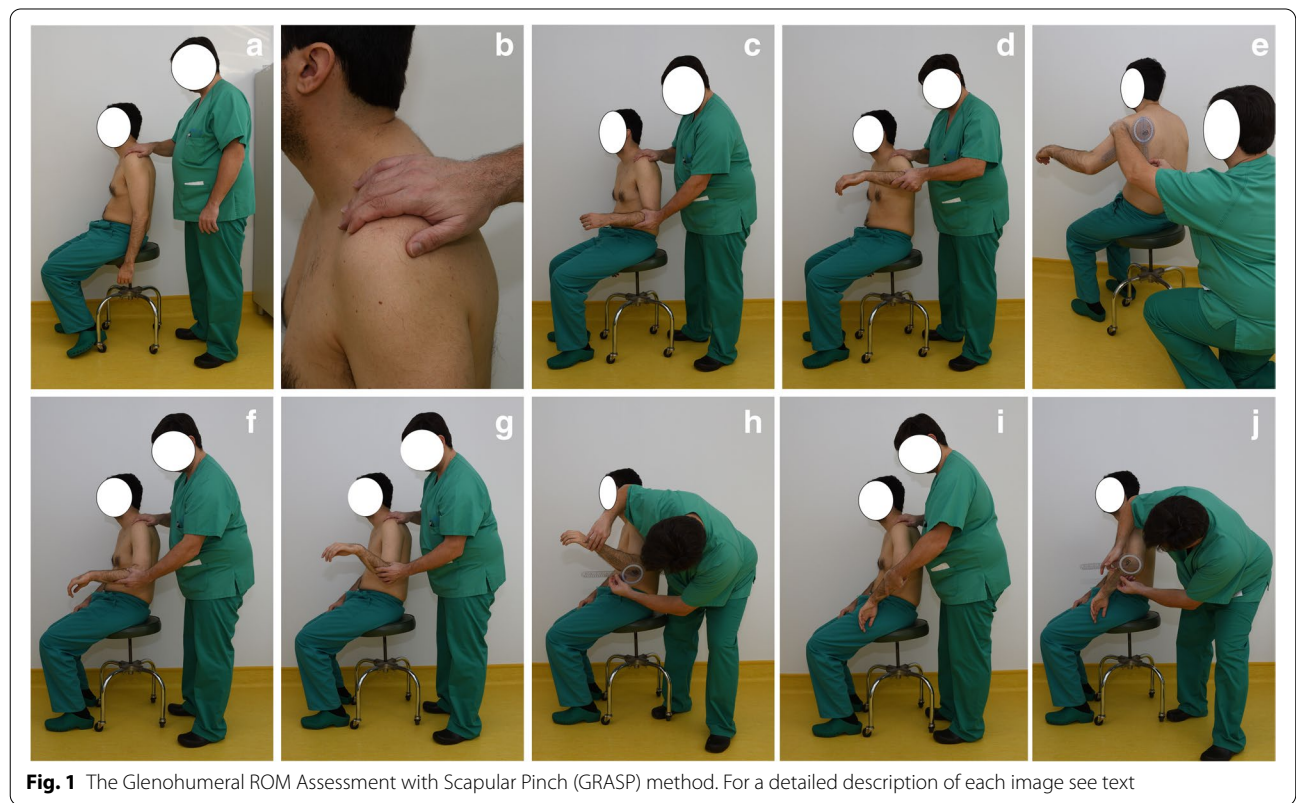 a
b
c
d
e
f
g
h
i
j
Fig. 1 The Glenohumeral ROM Assessment with Scapular Pinch (GRASP) method. For a detailed description of each image see text